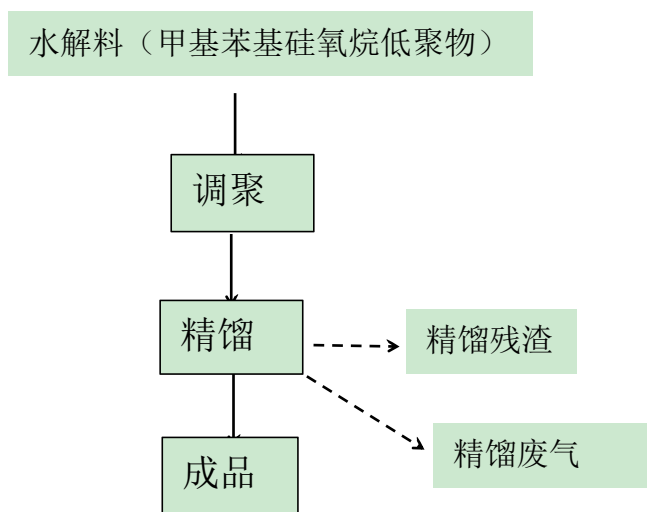 水解料（甲基苯基硅氧烷低聚物）
调聚
精馏
精馏残渣
精馏废气
成品